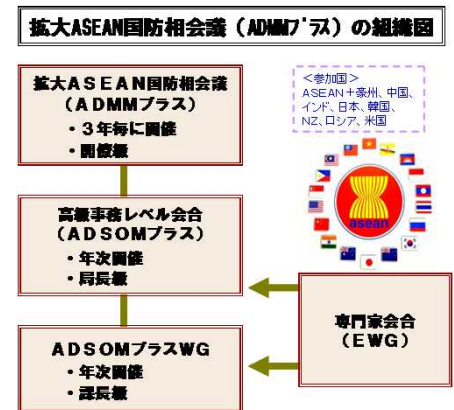 拡大ASEAN国防相会議(ADMMプラス)の組織図
拡大ASEAN国防相会議
(ADMMプラス)
・3年毎に開催
・閣僚級
<参加国>
ASEAN+豪州、中国、
インド、日本、韓国、
NZ、ロシア、米国
asean
高級事務レベル会合
(ADSOMプラス)
・年次開催
・局長級
専門家会合
(EWG)
ADSOMプラスWG
・年次開催
・課長級